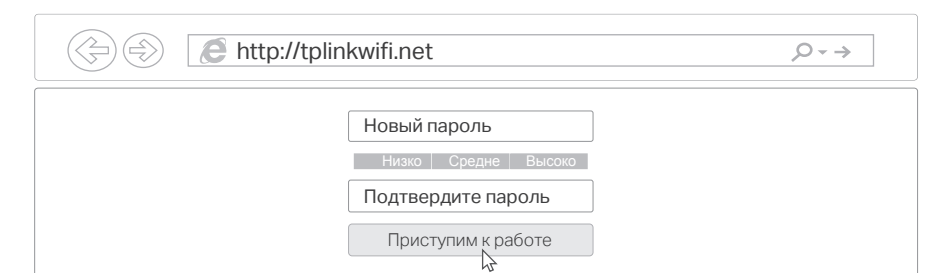 http://tplinkwifi.net
Новый пароль
Низко Средне Высоко
Подтвердите пароль
Приступим к работе